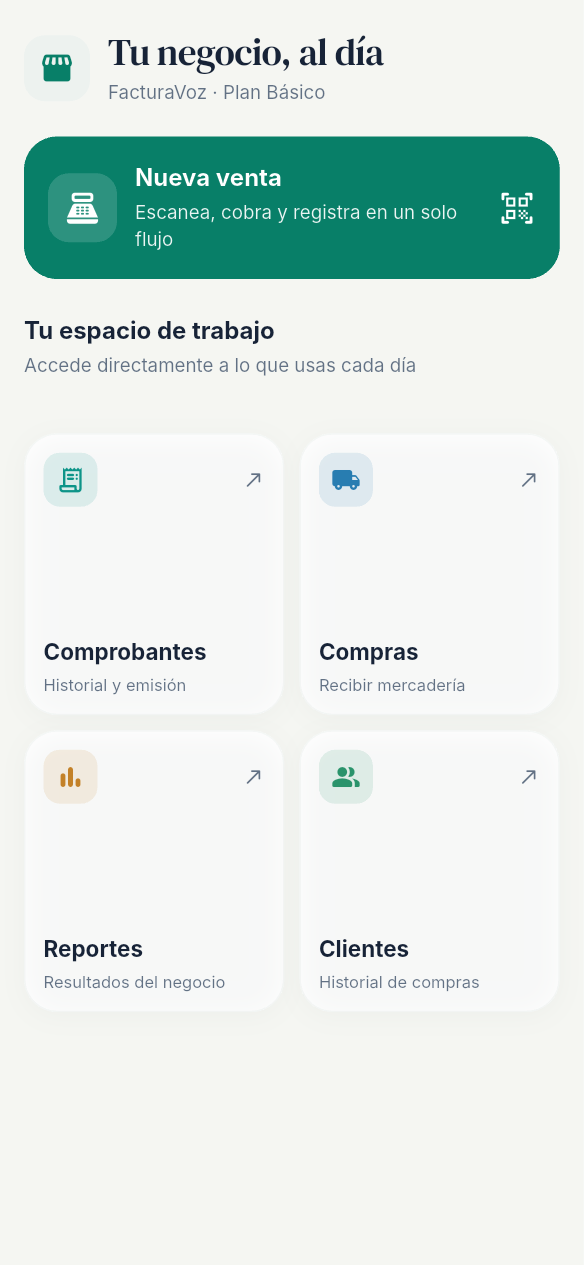 Tu negocio, al día
FacturaVoz · Plan Básico
Nueva venta
Escanea, cobra y registra en un solo
flujo
Tu espacio de trabajo
Accede directamente a lo que usas cada día
Comprobantes
Historial y emisión
Compras
Recibir mercadería
Reportes
Resultados del negocio
Clientes
Historial de compras